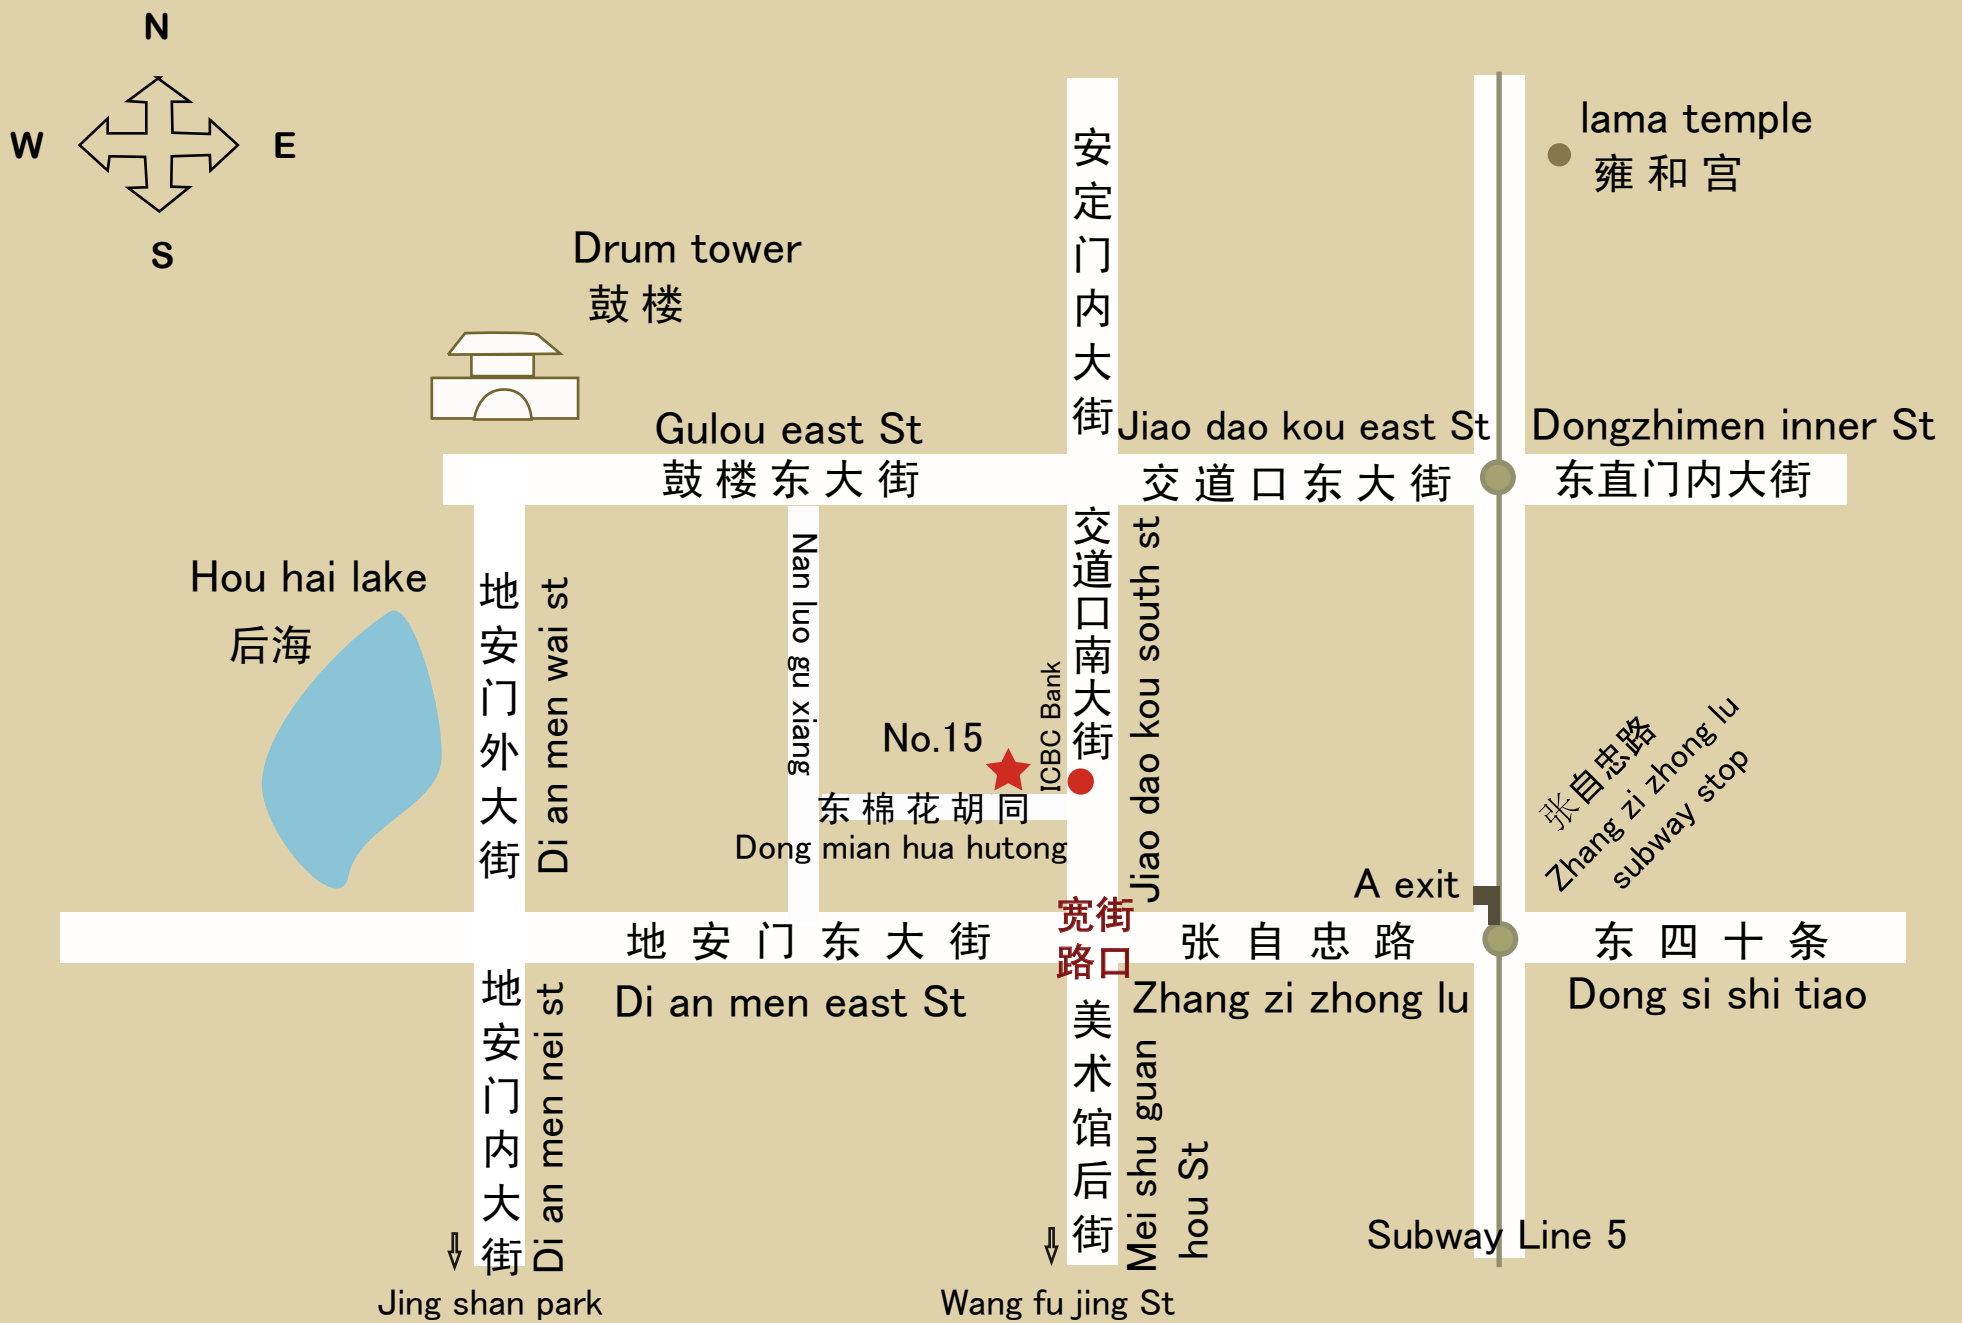 N
W
E
S
lama temple
雍和宫
Drum tower
鼓楼
安定门内大街
Gulou east St
鼓楼东大街
Jiao dao kou east St
交道口东大街
Dongzhimen inner St
东直门内大街
Hou hai lake
后海
地安门外大街
Di an men wai st
Nan luo gu xiang
交道口南大街
Jiao dao kou south st
ICBC Bank
No.15
东棉花胡同
Dong mian hua hutong
张自忠路
Zhang zi zhong lu
subway stop
A exit
宽街
路口
地安门东大街
Di an men east St
张自忠路
Zhang zi zhong lu
东四十条
Dong si shi tiao
地安门内大街
Di an men nei st
美术馆后街
Mei shu guan
hou St
Subway Line 5
Jing shan park
Wang fu jing St